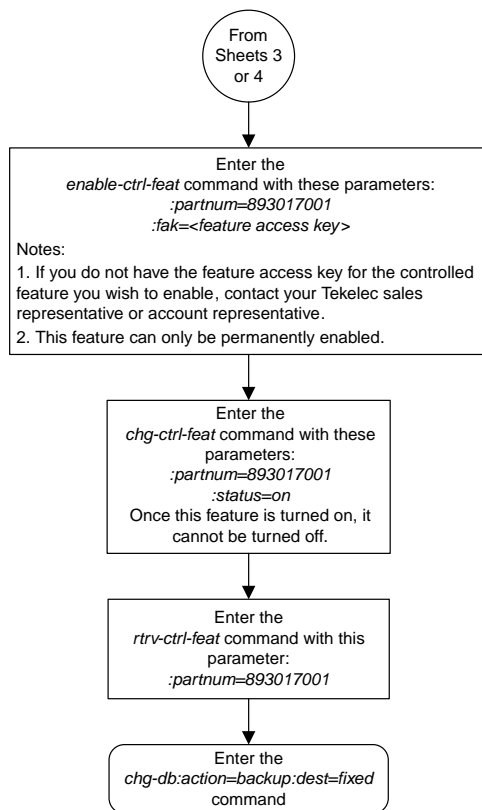 From
Sheets 3
or 4
Enter the
enable-ctrl-feat command with these parameters:
:partnum=893017001
:fak=<feature access key>
Notes:
1. If you do not have the feature access key for the controlled
feature you wish to enable, contact your Tekelec sales
representative or account representative.
2. This feature can only be permanently enabled.
Enter the
chg-ctrl-feat command with these
parameters:
:partnum=893017001
:status=on
Once this feature is turned on, it
cannot be turned off.
Enter the
rtrv-ctrl-feat command with this
parameter:
:partnum=893017001
Enter the
chg-db:action=backup:dest=fixed
command